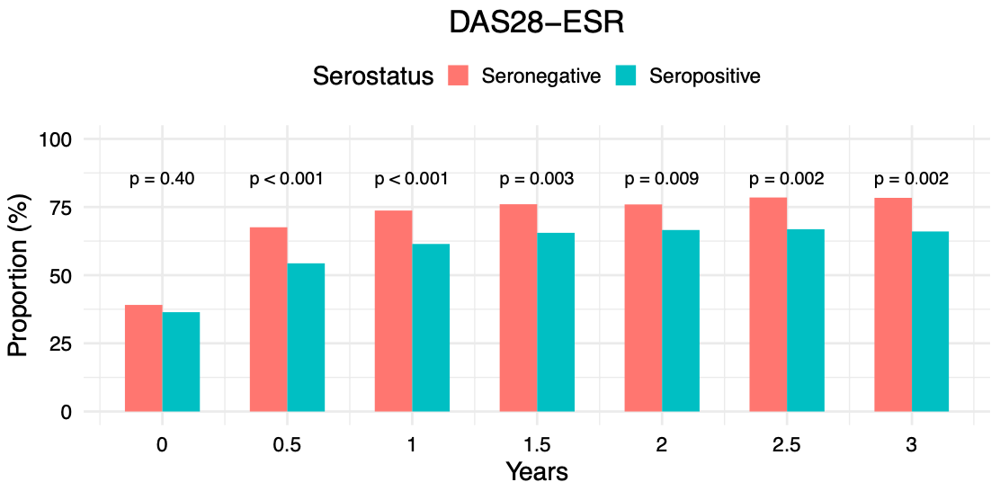 DAS28−ESR
Serostatus Seronegative Seropositive
Proportion (%)
100
75
50
25
0
p = 0.40 p < 0.001 p < 0.001 p = 0.003 p = 0.009 p = 0.002 p = 0.002
0 0.5 1 1.5 2 2.5 3
Years